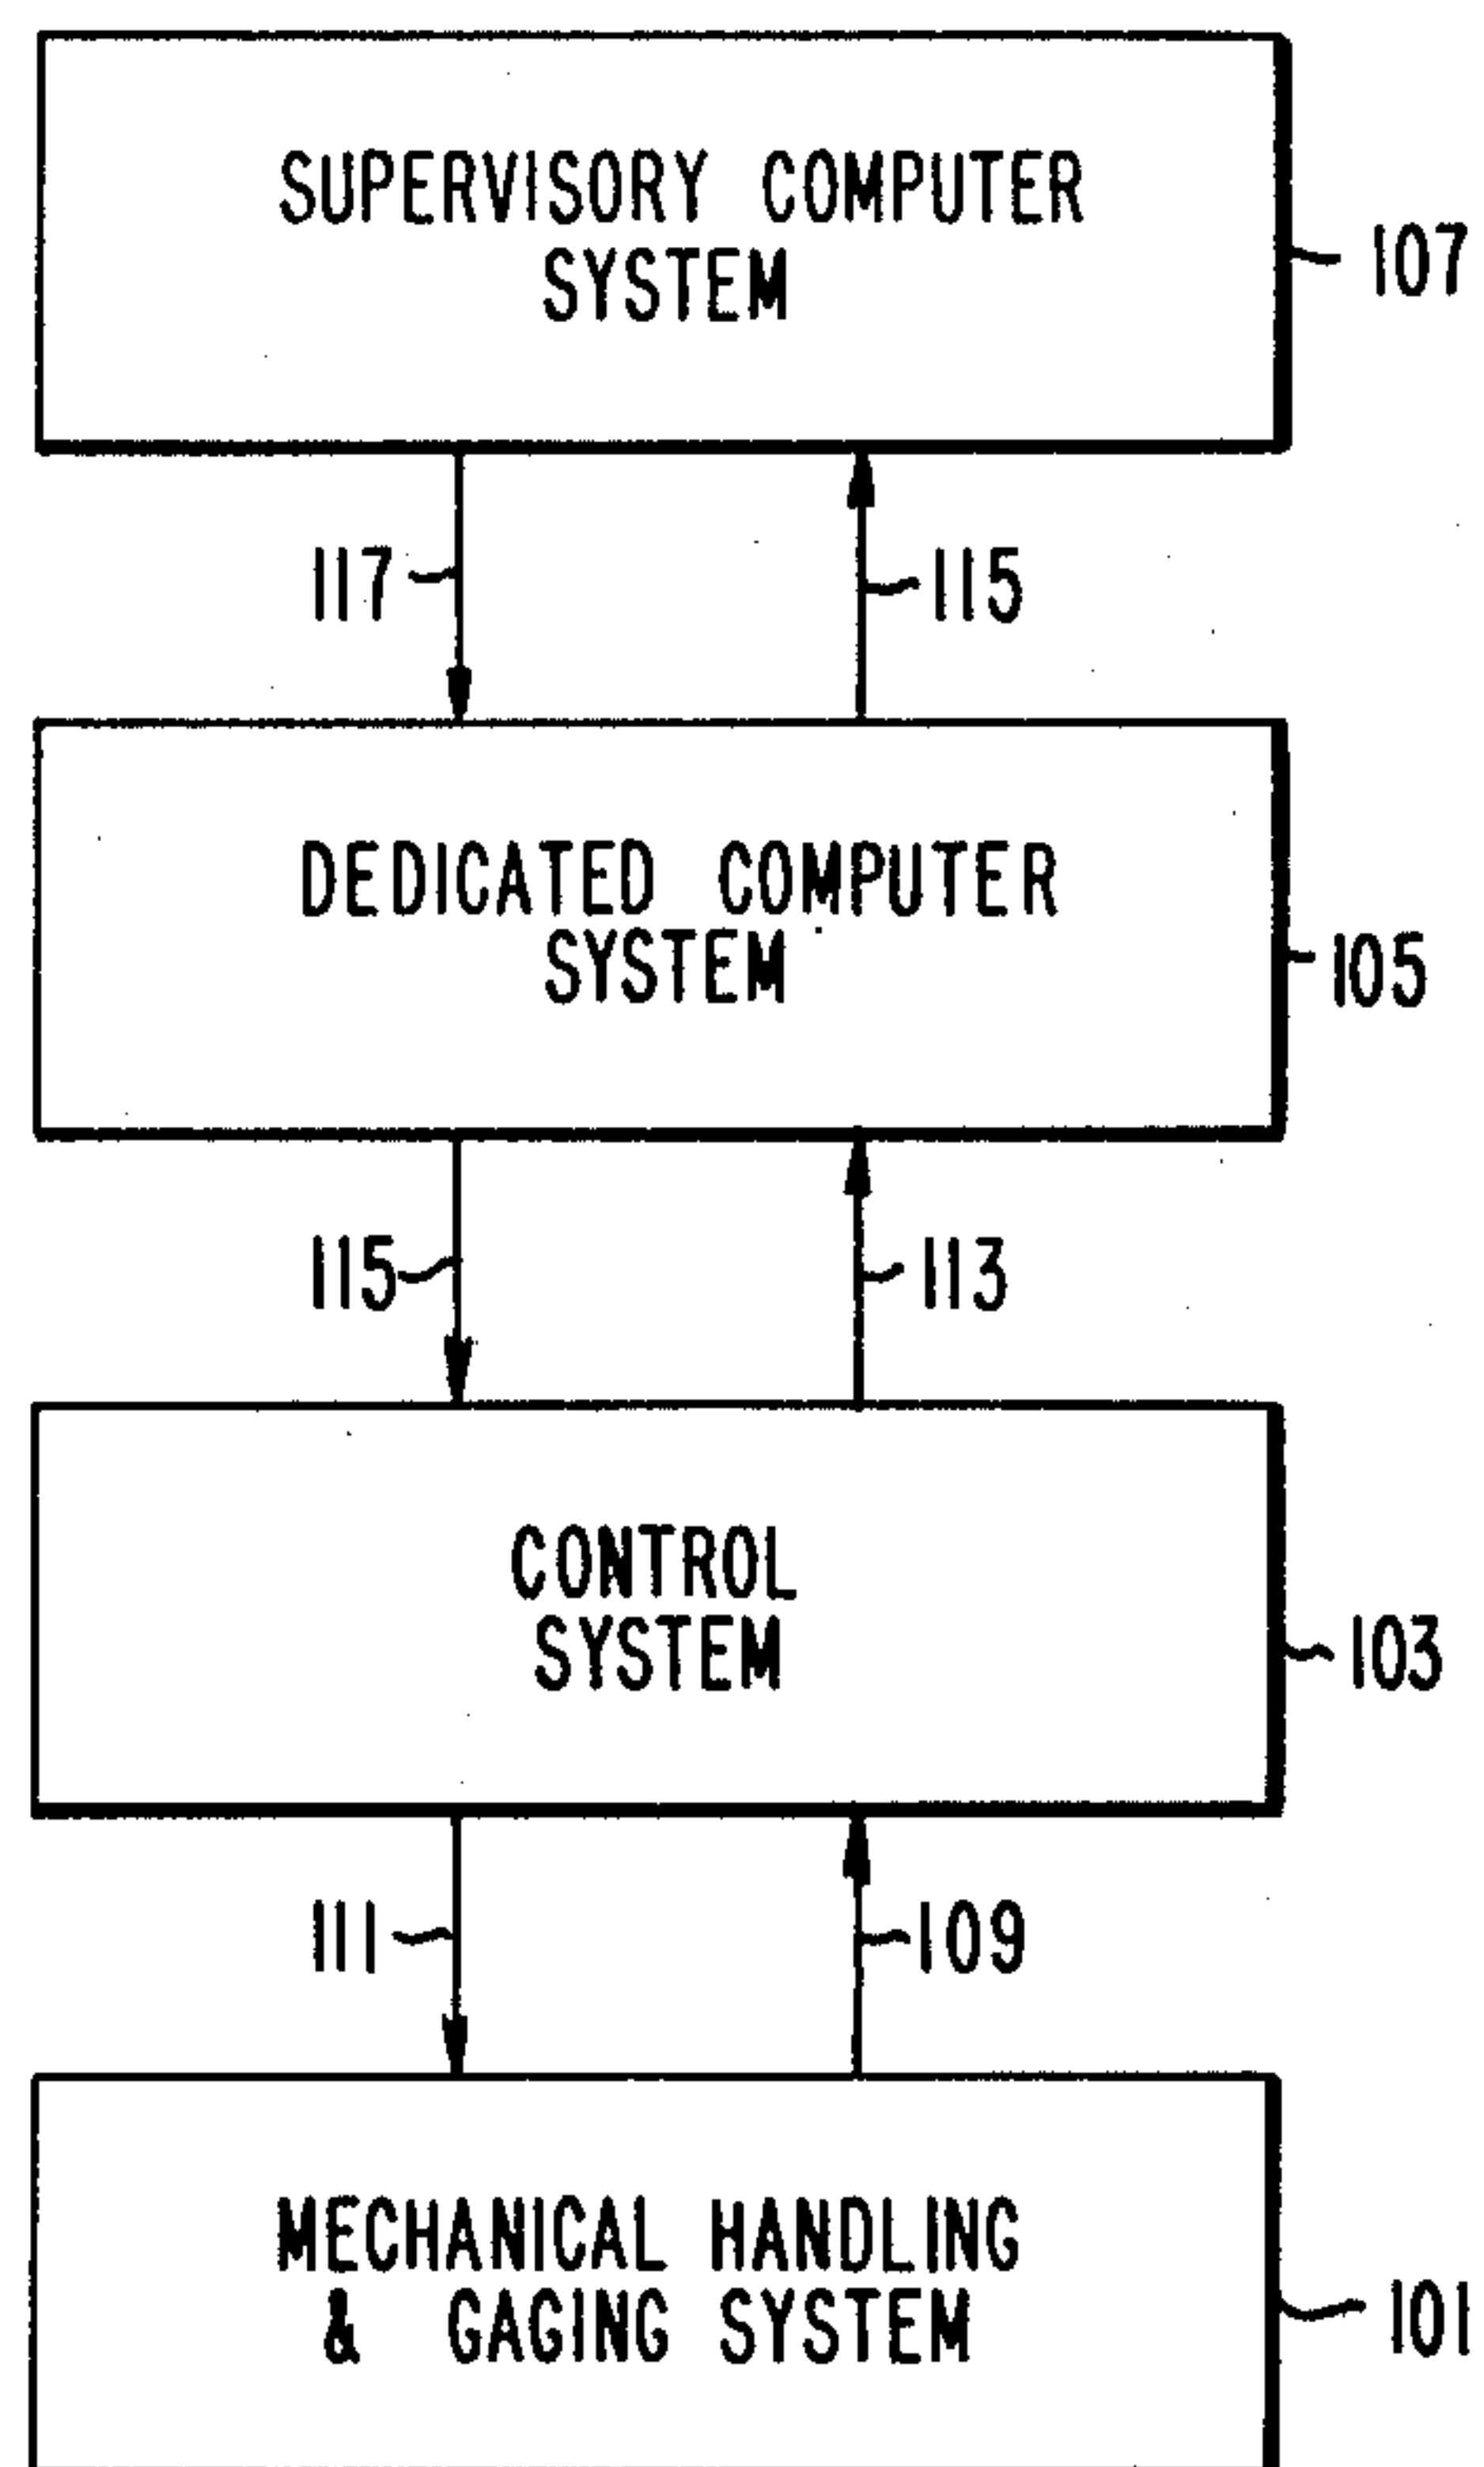 SUPERVISORY COMPUTER
SYSTEM
107
117
115
DEDICATED COMPUTER
SYSTEM
105
115
113
CONTROL
SYSTEM
103
111
109
MECHANICAL HANDLING
& GAGING SYSTEM
101